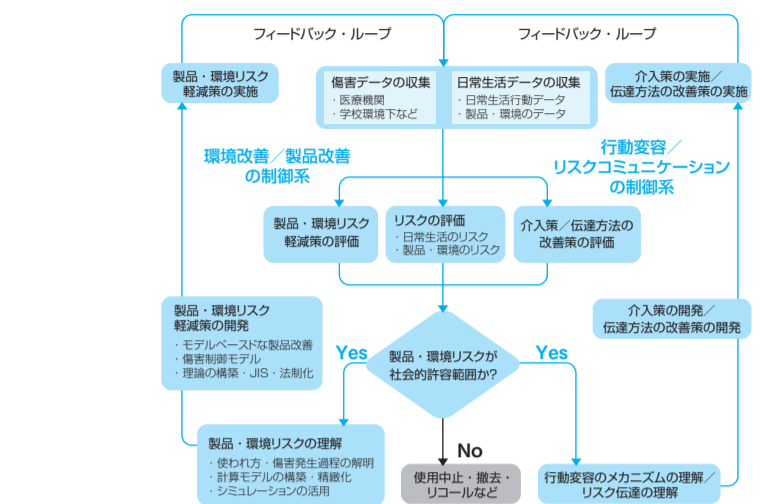 フィードバック・ループ
フィードバック・ループ
製品・環境リスク
軽減策の実施
傷害データの収集
・医療機関
・学校環境下など
日常生活データの収集
・日常生活行動データ
・製品・環境のデータ
介入策の実施／
伝達方法の改善策の実施
環境改善／製品改善
の制御系
行動変容／
リスクコミュニケーション
の制御系
製品・環境リスク
軽減策の評価
リスクの評価
・日常生活のリスク
・製品・環境のリスク
介入策／伝達方法の
改善策の評価
製品・環境リスク
軽減策の開発
・モデルベースドな製品改善
・傷害制御モデル
・理論の構築・JIS・法制化
介入策の開発／
伝達方法の改善策の開発
Yes
製品・環境リスクが
社会的許容範囲か?
Yes
製品・環境リスクの理解
・使われ方・傷害発生過程の解明
・計算モデルの構築・精緻化
・シミュレーションの活用
No
使用中止・撤去・
リコールなど
行動変容のメカニズムの理解／
リスク伝達の理解